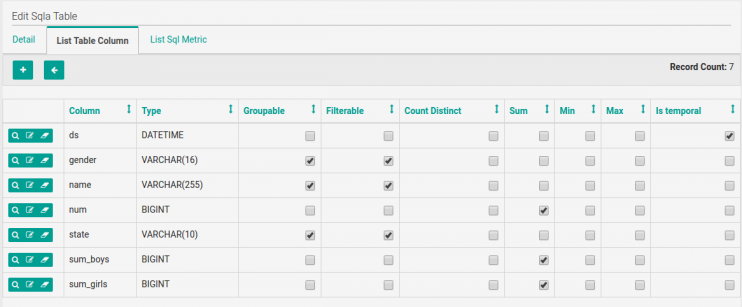 Edit Sqla Table
Detail List Table Column List Sql Metric
Record Count: 7
Column Type Groupable Filterable Count Distinct Sum Min Max Is temporal
ds DATETIME
gender VARCHAR(16)
name VARCHAR(255)
num BIGINT
state VARCHAR(10)
sum_boys BIGINT
sum_girls BIGINT